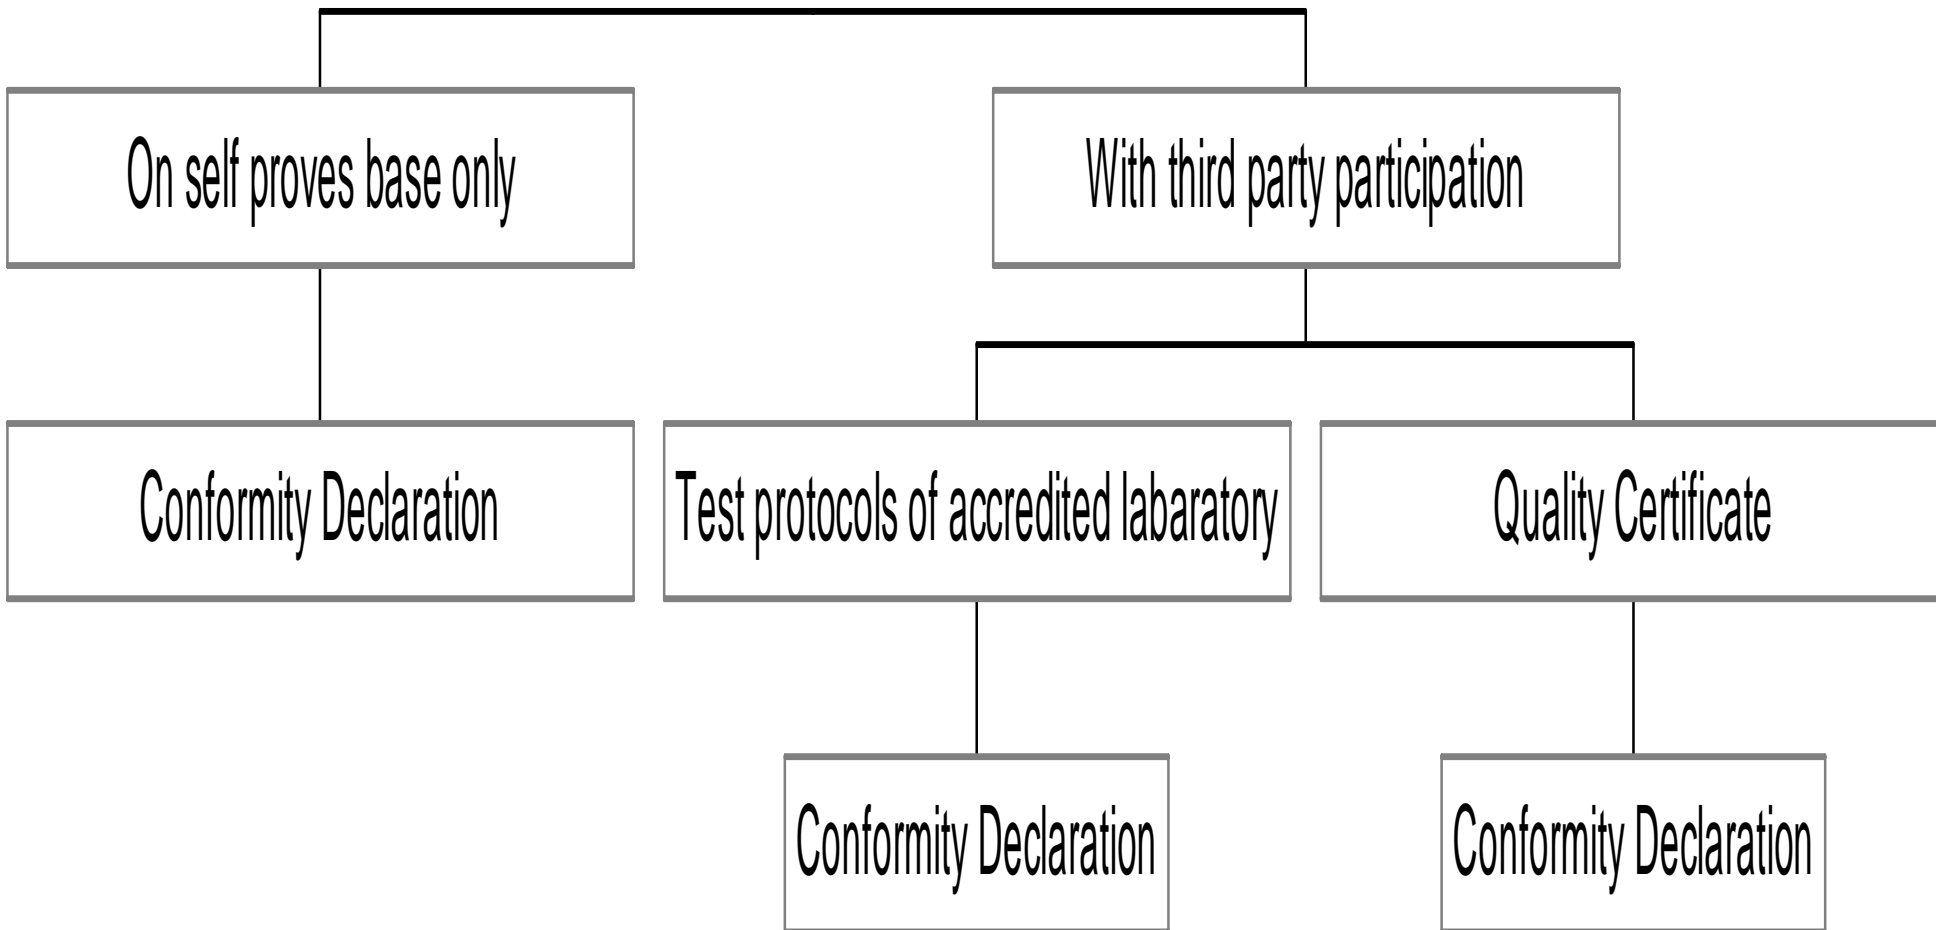 On self proves base only
With third party participation
Conformity Declaration
Test protocols of accredited labaratory
Quality Certificate
Conformity Declaration
Conformity Declaration